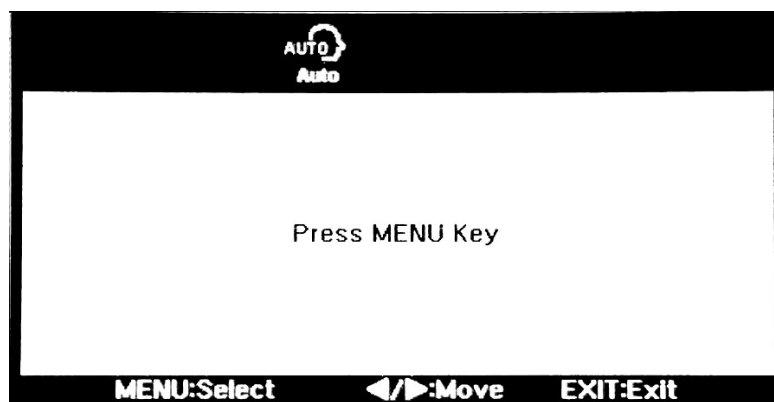 AUTO
Auto
Press MENU Key
MENU:Select ◀/▶:Move EXIT:Exit